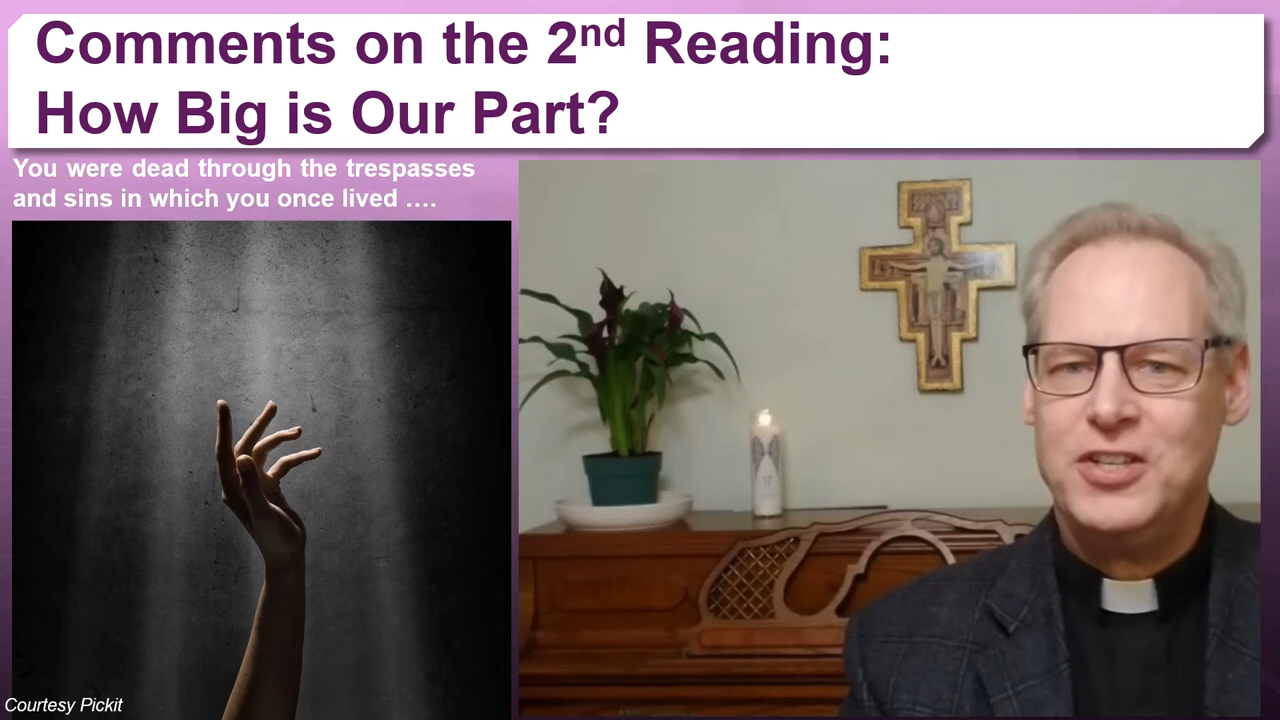 Comments on the 2nd Reading:
How Big is Our Part?
You were dead through the trespasses
and sins in which you once lived ….
Courtesy Pickit